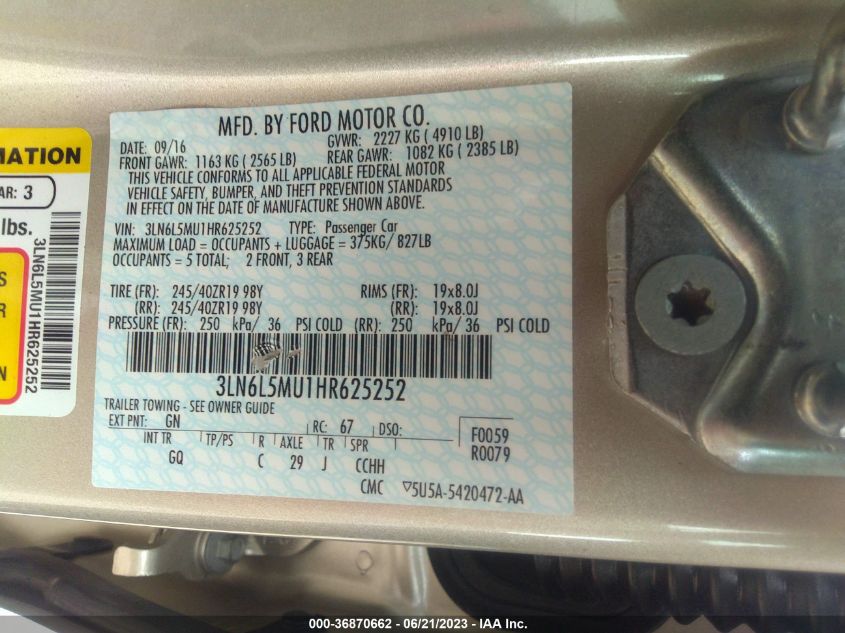 MATION
AR: 3
lbs.
S
R
N
3LN6L5MU1HR625252
MFD. BY FORD MOTOR CO.
DATE: 09/16 GVWR: 2227 KG ( 4910 LB)
FRONT GAWR: 1163 KG ( 2565 LB) REAR GAWR: 1082 KG ( 2385 LB)
THIS VEHICLE CONFORMS TO ALL APPLICABLE FEDERAL MOTOR
VEHICLE SAFETY, BUMPER, AND THEFT PREVENTION STANDARDS
IN EFFECT ON THE DATE OF MANUFACTURE SHOWN ABOVE.
VIN: 3LN6L5MU1HR625252 TYPE: Passenger Car
MAXIMUM LOAD = OCCUPANTS + LUGGAGE = 375KG/ 827LB
OCCUPANTS = 5 TOTAL; 2 FRONT, 3 REAR
TIRE (FR): 245/40ZR19 98Y RIMS (FR): 19x8.0J
(RR): 245/40ZR19 98Y (RR): 19x8.0J
PRESSURE (FR): 250 kPa/ 36 PSI COLD (RR): 250 kPa/ 36 PSI COLD
3LN6L5MU1HR625252
TRAILER TOWING - SEE OWNER GUIDE
EXT PNT: GN RC: 67 DSO: F0059
INT TR TP/PS R AXLE TR SPR R0079
GQ C 29 J CCHH
CMC ▽5U5A-5420472-AA
000-36870662 - 06/21/2023 - IAA Inc.